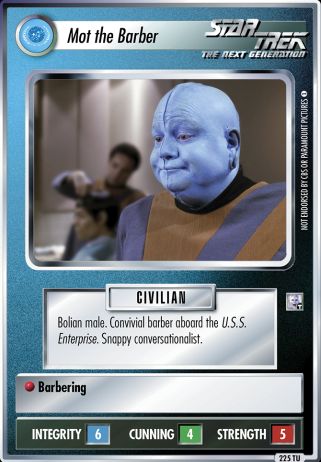 Mot the Barber
STAR TREK
THE NEXT GENERATION
NOT ENDORSED BY CBS OR PARAMOUNT PICTURES
CIVILIAN
Bolian male. Convivial barber aboard the U.S.S.
Enterprise. Snappy conversationalist.
Barbering
INTEGRITY 6 CUNNING 4 STRENGTH 5
225 TU